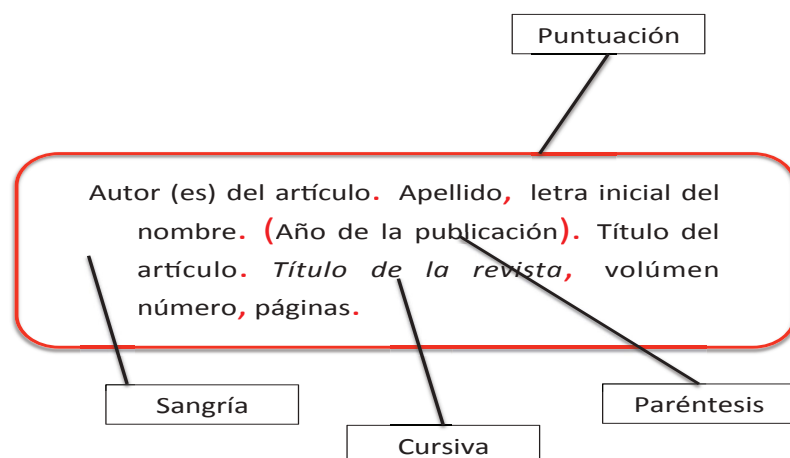 Puntuación
Autor (es) del artículo. Apellido, letra inicial del
nombre. (Año de la publicación). Título del
artículo. Título de la revista, volúmen
número, páginas.
Sangría
Paréntesis
Cursiva